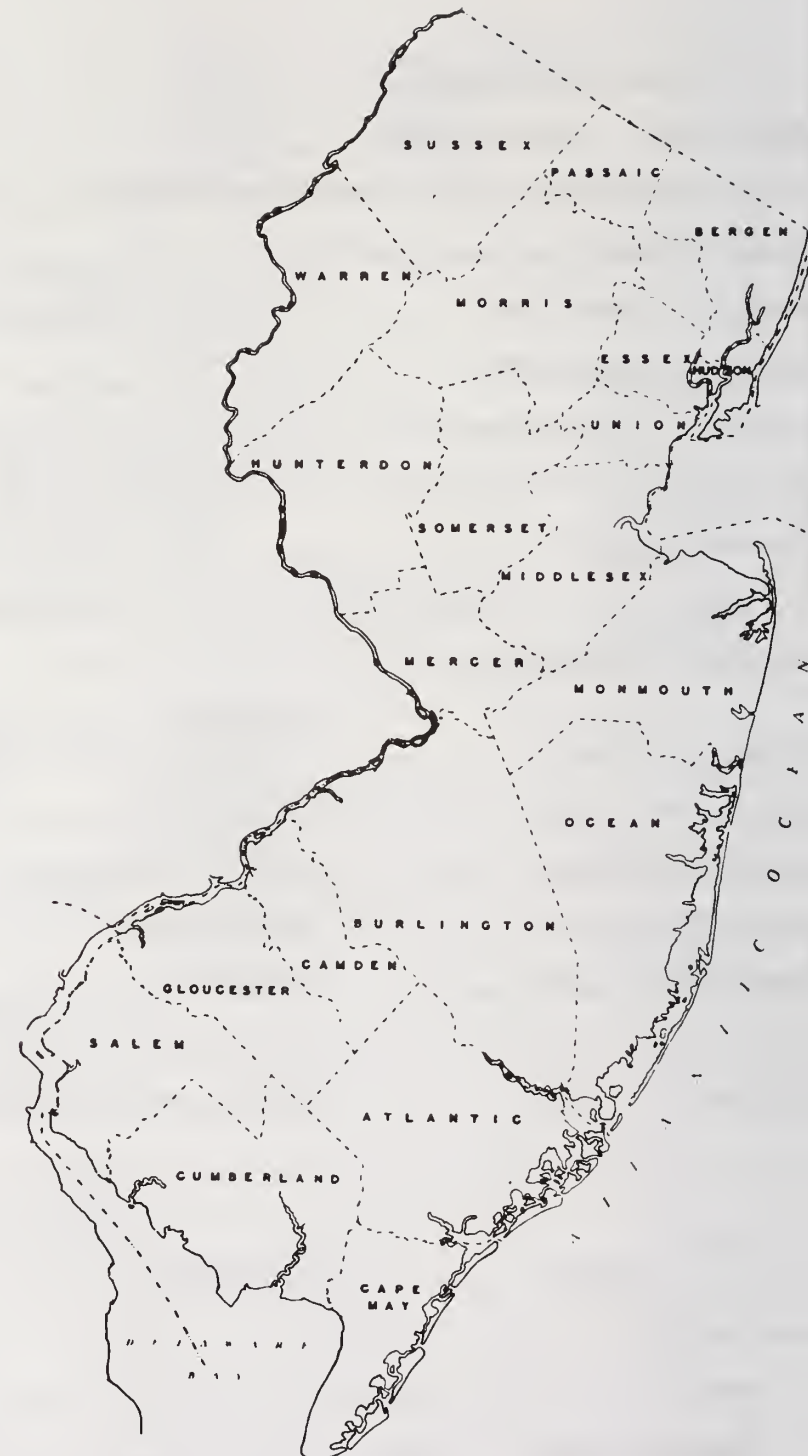 SUSSEX
PASSAIC
BERGEN
WARREN
MORRIS
ESSEX
HUDSON
UNION
HUNTERDON
SOMERSET
MIDDLESEX
MERCER
MONMOUTH
OCEAN
BURLINGTON
CAMDEN
GLOUCESTER
SALEM
ATLANTIC
CUMBERLAND
CAPE
MAY
OCEAN